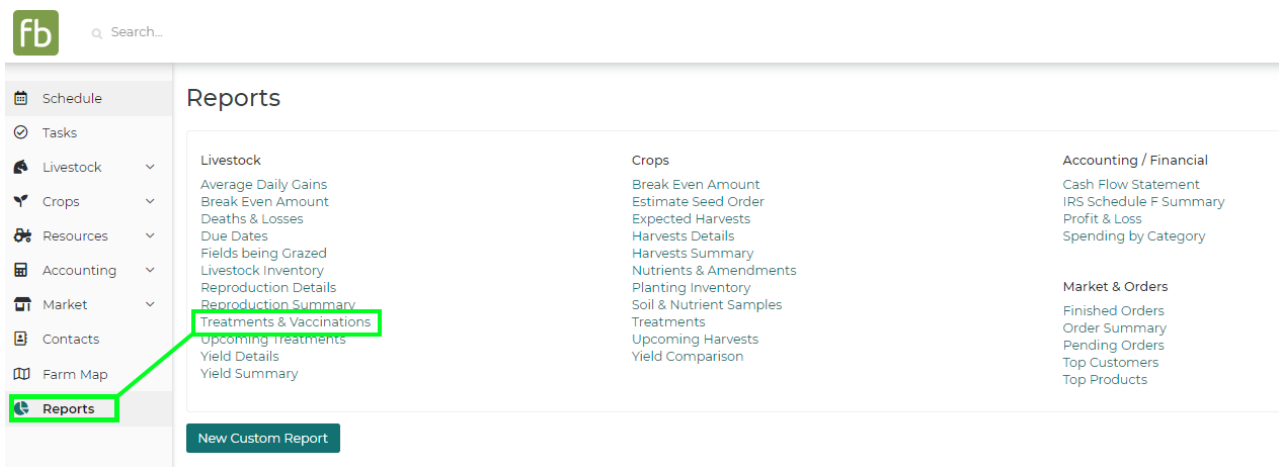 fb
Search...
Schedule
Tasks
Livestock
Crops
Resources
Accounting
Market
Contacts
Farm Map
Reports
Reports
Livestock
Average Daily Gains
Break Even Amount
Deaths & Losses
Due Dates
Fields being Grazed
Livestock Inventory
Reproduction Details
Reproduction Summary
Treatments & Vaccinations
Upcoming Treatments
Yield Details
Yield Summary
Crops
Break Even Amount
Estimate Seed Order
Expected Harvests
Harvests Details
Harvests Summary
Nutrients & Amendments
Planting Inventory
Soil & Nutrient Samples
Treatments
Upcoming Harvests
Yield Comparison
Accounting / Financial
Cash Flow Statement
IRS Schedule F Summary
Profit & Loss
Spending by Category
Market & Orders
Finished Orders
Order Summary
Pending Orders
Top Customers
Top Products
New Custom Report